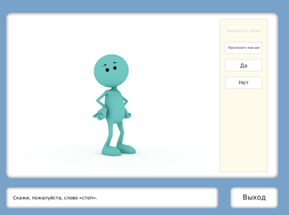 Прослушать еще раз
Да
Нет
Скажи, пожалуйста, слово «стоп».
Выход